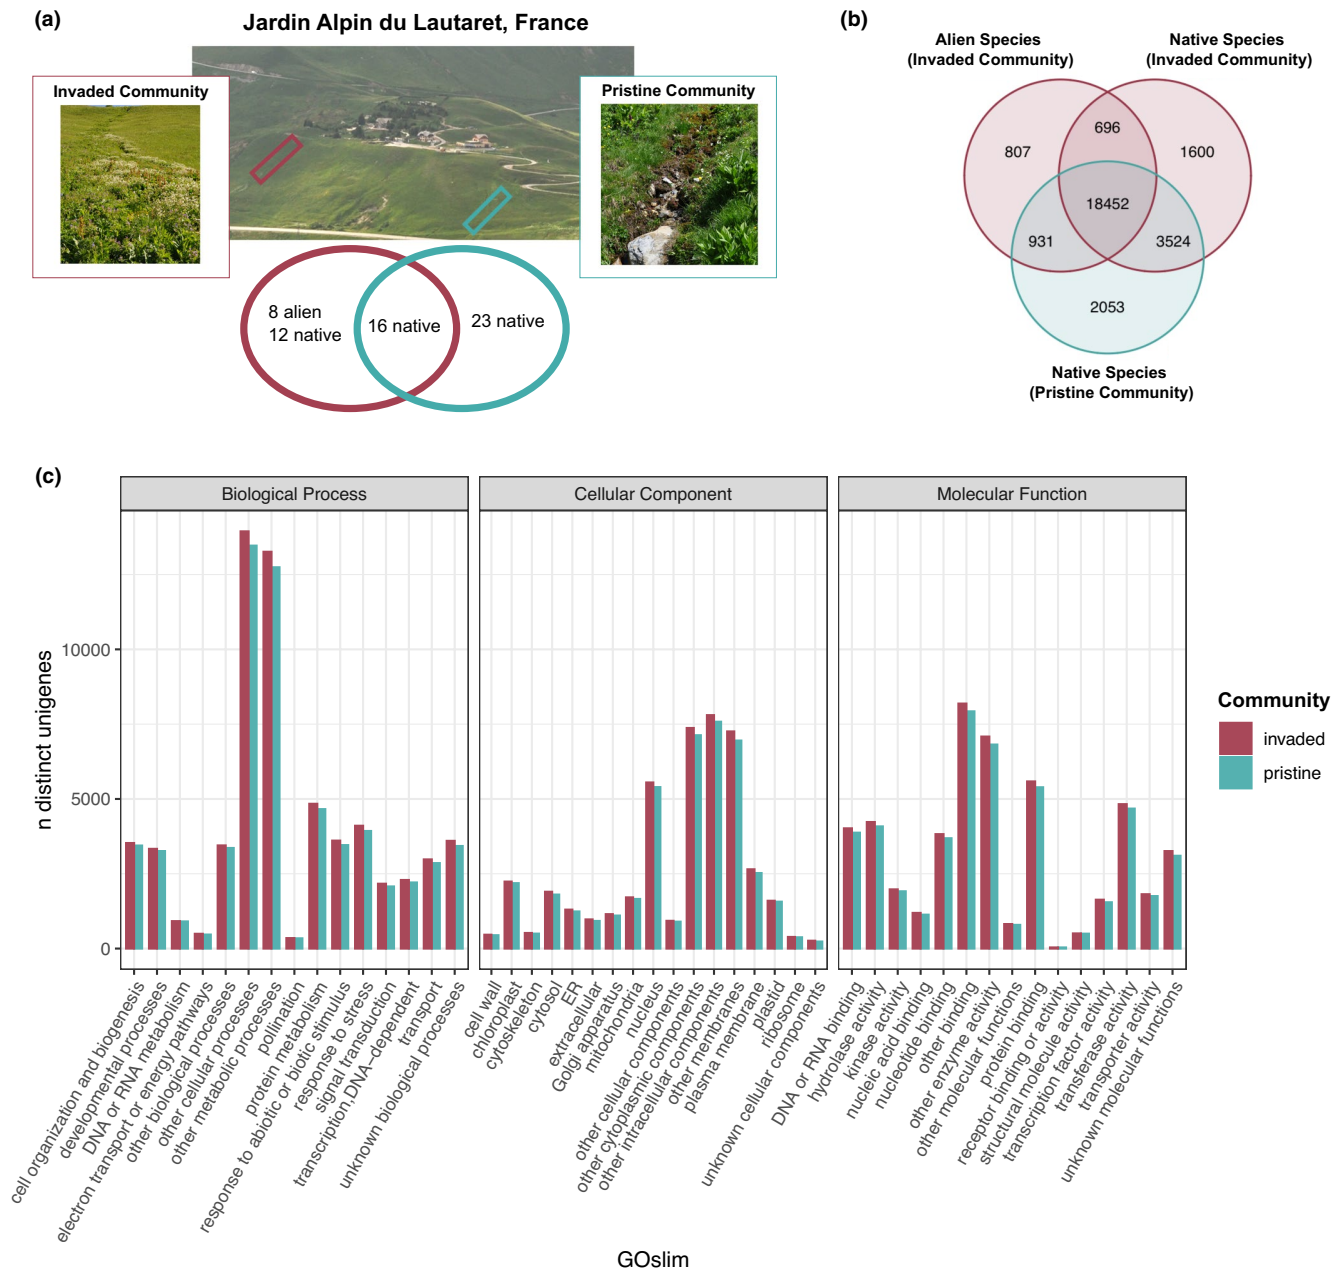 (a)
Jardin Alpin du Lautaret, France
Invaded Community
Pristine Community
8 alien
12 native
16 native
23 native
(b)
Alien Species
(Invaded Community)
Native Species
(Invaded Community)
696
807
1600
18452
931
3524
2053
Native Species
(Pristine Community)
(c)
Biological Process
Cellular Component
Molecular Function
n distinct unigenes
10000
5000
0
Community
invaded
pristine
cell organization and biogenesis
developmental processes
DNA or RNA metabolism
electron transport or energy pathways
other biological processes
other cellular processes
other metabolic processes
pollination
protein metabolism
response to abiotic or biotic stimulus
response to stress
signal transduction
transcription,DNA−dependent
transport
unknown biological processes
cell wall
chloroplast
cytoskeleton
cytosol
ER
extracellular
Golgi apparatus
mitochondria
nucleus
other cellular components
other cytoplasmic components
other intracellular components
other membranes
plasma membrane
plastid
ribosome
unknown cellular components
DNA or RNA binding
hydrolase activity
kinase activity
nucleic acid binding
nucleotide binding
other binding
other enzyme activity
other molecular functions
protein binding
receptor binding or activity
structural molecule activity
transcription factor activity
transferase activity
transporter activity
unknown molecular functions
GOslim